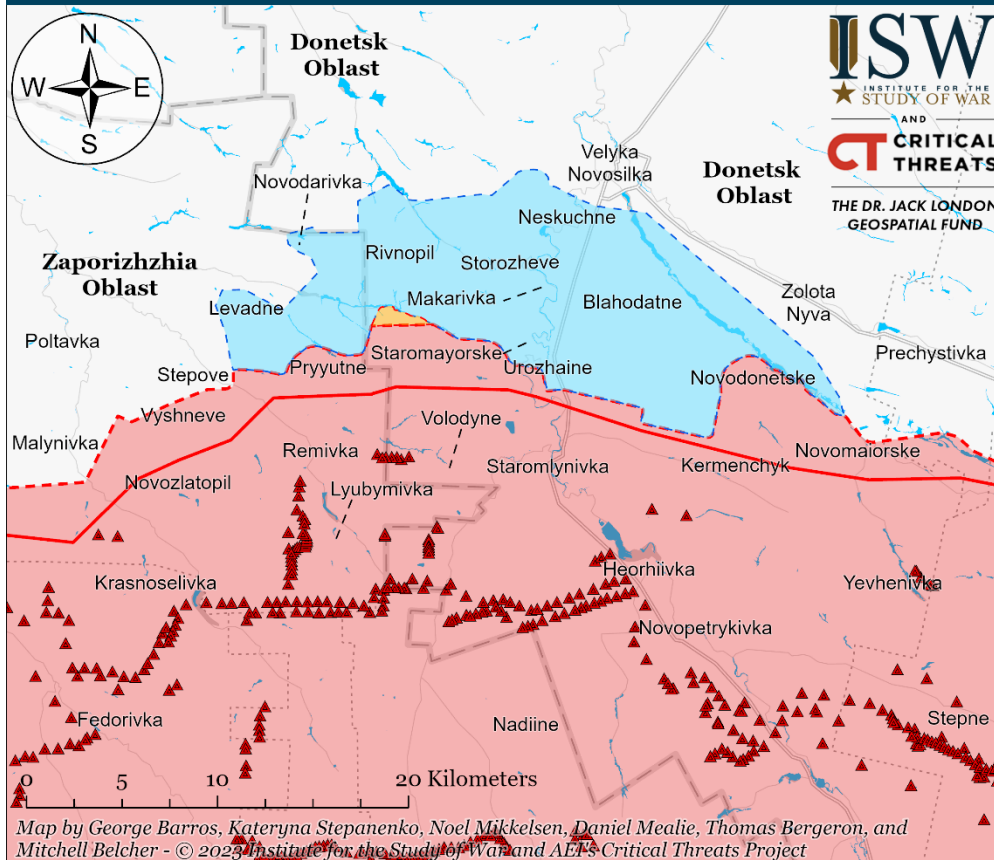 N
W E
S
Donetsk
Oblast
ISW
INSTITUTE FOR THE
STUDY OF WAR
AND
CT CRITICAL
THREATS
THE DR. JACK LONDON
GEOSPATIAL FUND
Velyka
Novosilka
Donetsk
Oblast
Novodarivka
Neskuchne
Rivnopil
Storozheve
Zaporizhzhia
Oblast
Levadne
Makarivka
Blahodatne
Zolota
Nyva
Poltavka
Staromayorske
Prechystivka
Pryyutne
Urozhaine
Stepove
Novodonetske
Vyshneve
Volodyne
Malynivka
Remivka
Novomaiorske
Staromlynivka
Kermenchyk
Novozlatopil
Lyubymivka
Krasnoselivka
Heorhiivka
Yevhenivka
Novopetrykivka
Fedorivka
Nadiine
Stepne
0 5 10 20 Kilometers
Map by George Barros, Kateryna Stepanenko, Noel Mikkelsen, Daniel Mealie, Thomas Bergeron, and
Mitchell Belcher - © 2023 Institute for the Study of War and AEI's Critical Threats Project